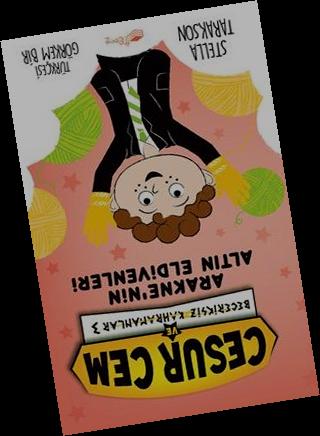 CESUR CEM
VE
BECERİKSİZ KAHRAMANLAR 3
ARAKNE'NİN
ALTIN ELDİVENLERİ
STELLA
TARAKSON
TÜRKÇESİ
GÖRKEM BİR